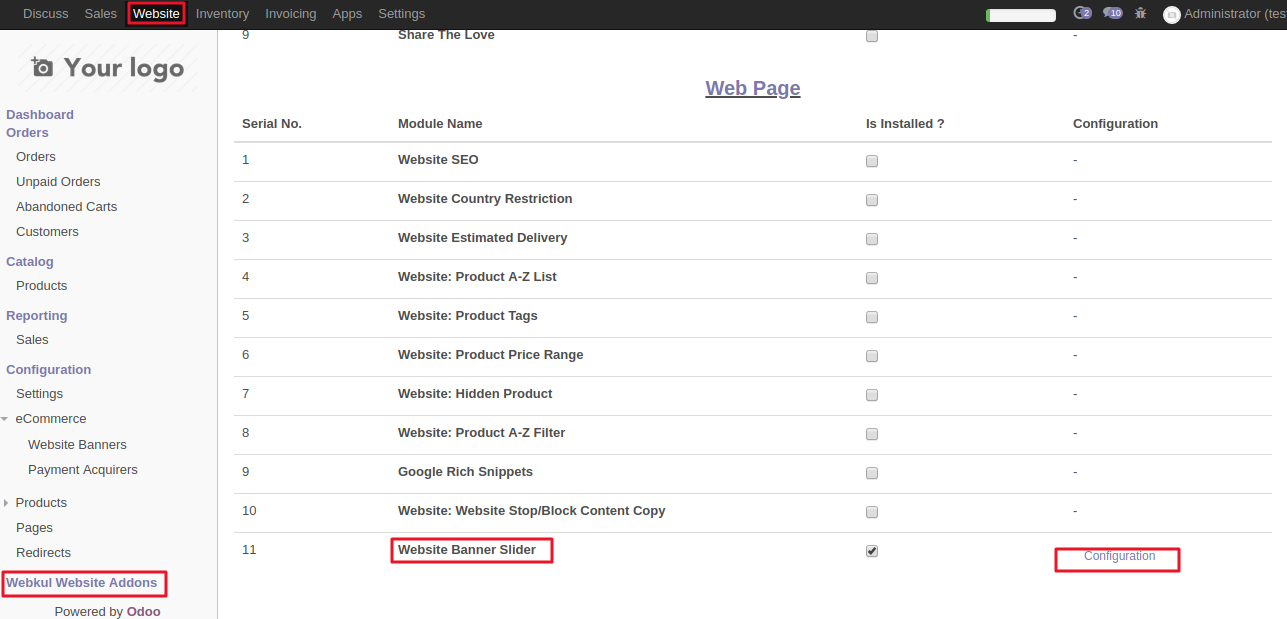 Discuss Sales Website Inventory Invoicing Apps Settings 2 10 Administrator (tes
Your logo
Dashboard
Orders
Orders
Unpaid Orders
Abandoned Carts
Customers
Catalog
Products
Reporting
Sales
Configuration
Settings
eCommerce
Website Banners
Payment Acquirers
Products
Pages
Redirects
Webkul Website Addons
Powered by Odoo
9 Share The Love -
Web Page
Serial No. Module Name Is Installed ? Configuration
1 Website SEO -
2 Website Country Restriction -
3 Website Estimated Delivery -
4 Website: Product A-Z List -
5 Website: Product Tags -
6 Website: Product Price Range -
7 Website: Hidden Product -
8 Website: Product A-Z Filter -
9 Google Rich Snippets -
10 Website: Website Stop/Block Content Copy -
11 Website Banner Slider Configuration